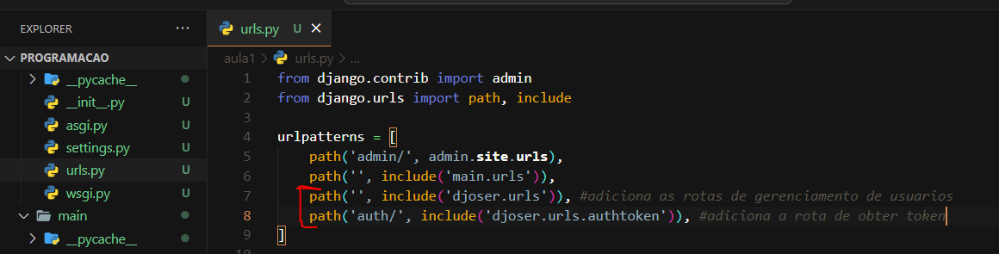 EXPLORER ...
urls.py U ×
PROGRAMACAO
aula1 > urls.py > ...
__pycache__
__init__.py U
asgi.py U
settings.py U
urls.py U
wsgi.py U
main
__pycache__
1 from django.contrib import admin
2 from django.urls import path, include
3
4 urlpatterns = [
5     path('admin/', admin.site.urls),
6     path('', include('main.urls')),
7     path('', include('djoser.urls')), #adiciona as rotas de gerenciamento de usuarios
8     path('auth/', include('djoser.urls.authtoken')), #adiciona a rota de obter token
9 ]
10